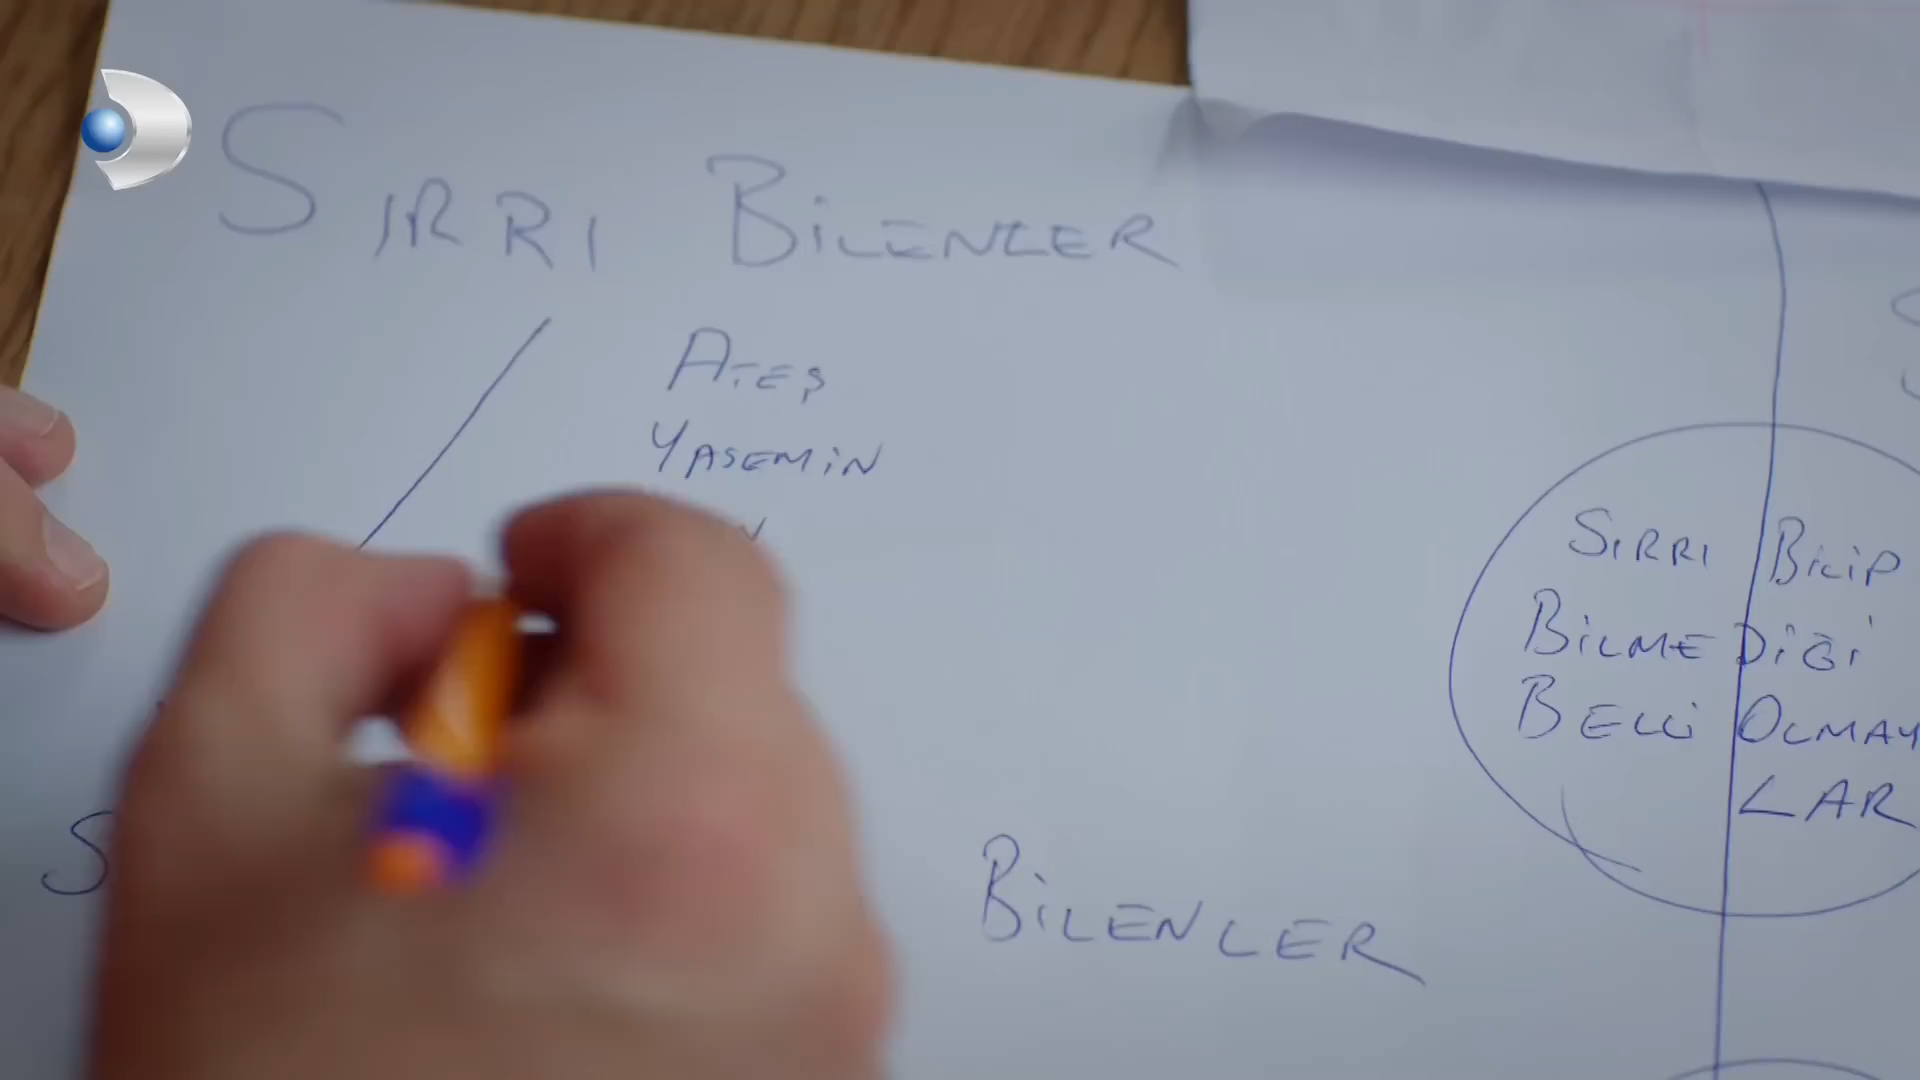 SIRRI BİLENLER
ATEŞ
YASEMİN
SIRRI BİLİP
BİLMEDİĞİ
BELLİ OLMAY
LAR
BİLENLER